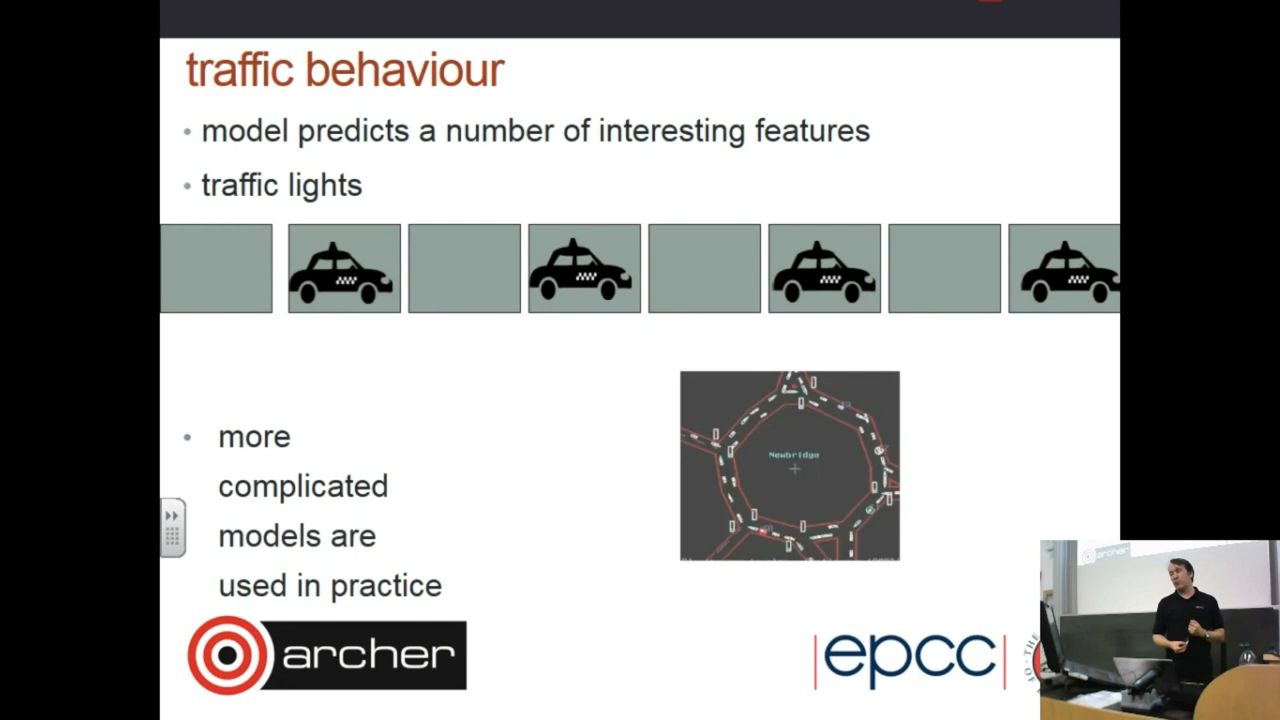 traffic behaviour
• model predicts a number of interesting features
• traffic lights
Newbridge
• more
complicated
models are
used in practice
archer
epcc
archer